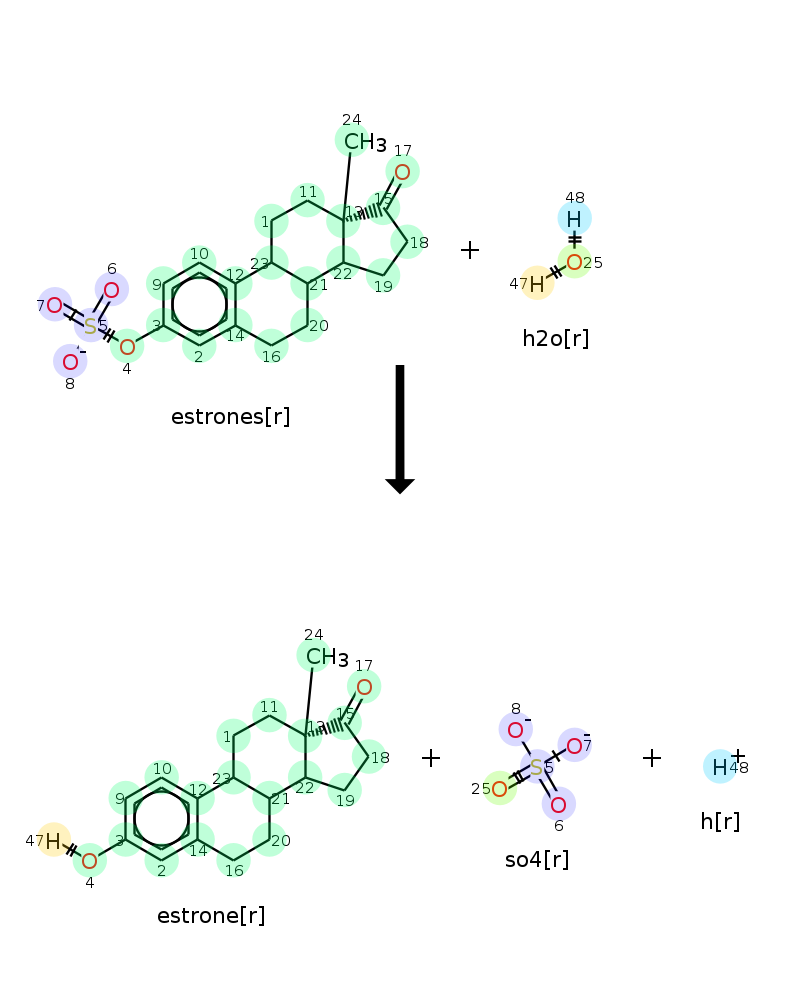 24
CH3
17
O
11
15
13
1
18
10
23
22
19
12
21
9
6
O
7
O
S
5
3
14
20
O
4
2
16
O-
8
estrones[r]
+
48
H
O
25
47
H
h2o[r]
24
CH3
17
O
11
15
13
1
18
10
23
22
19
12
21
9
47
H
3
14
20
O
4
2
16
estrone[r]
+
8
O-
O-
7
S
5
25
O
O
6
so4[r]
+
H+
48
h[r]